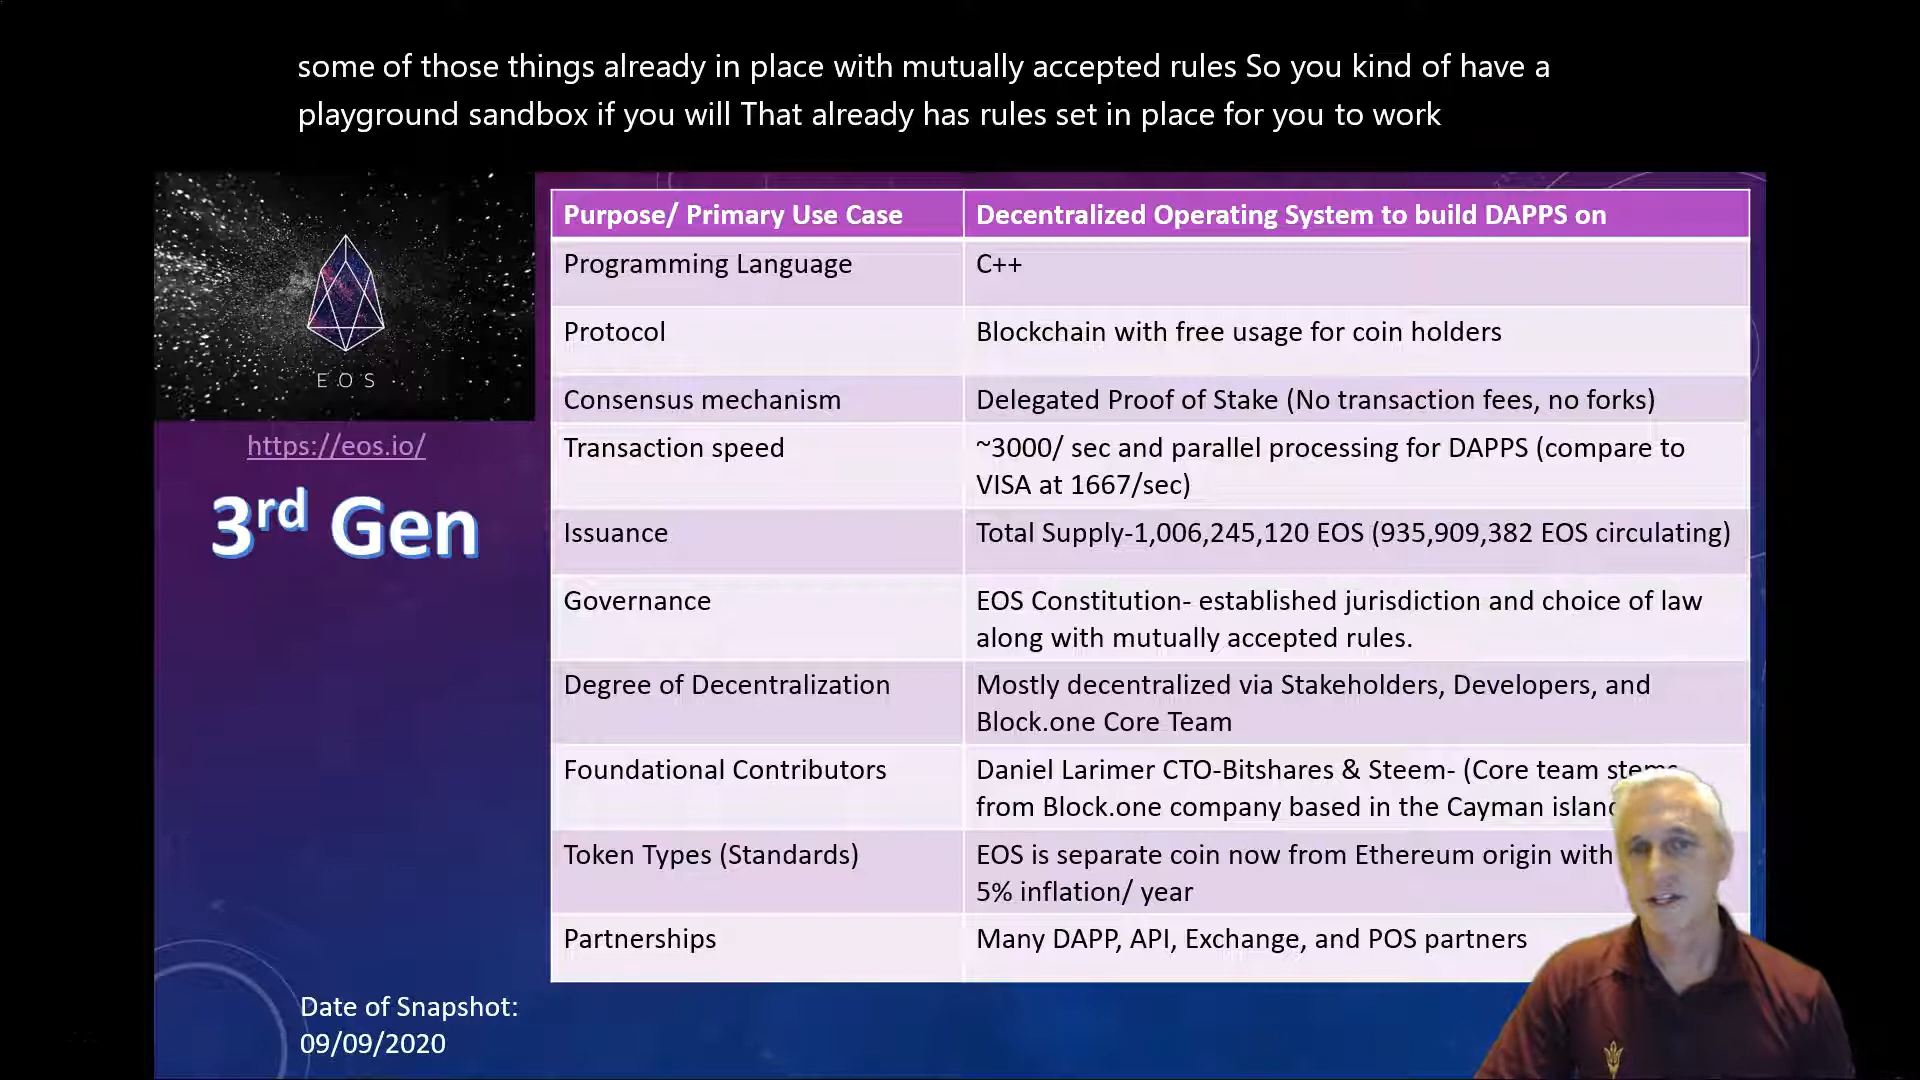 some of those things already in place with mutually accepted rules So you kind of have a
playground sandbox if you will That already has rules set in place for you to work
E O S
https://eos.io/
3rd Gen
Purpose/ Primary Use Case
Decentralized Operating System to build DAPPS on
Programming Language
C++
Protocol
Blockchain with free usage for coin holders
Consensus mechanism
Delegated Proof of Stake (No transaction fees, no forks)
Transaction speed
~3000/ sec and parallel processing for DAPPS (compare to
VISA at 1667/sec)
Issuance
Total Supply-1,006,245,120 EOS (935,909,382 EOS circulating)
Governance
EOS Constitution- established jurisdiction and choice of law
along with mutually accepted rules.
Degree of Decentralization
Mostly decentralized via Stakeholders, Developers, and
Block.one Core Team
Foundational Contributors
Daniel Larimer CTO-Bitshares & Steem- (Core team stems
from Block.one company based in the Cayman
Token Types (Standards)
EOS is separate coin now from Ethereum origin with
5% inflation/ year
Partnerships
Many DAPP, API, Exchange, and POS partners
Date of Snapshot:
09/09/2020